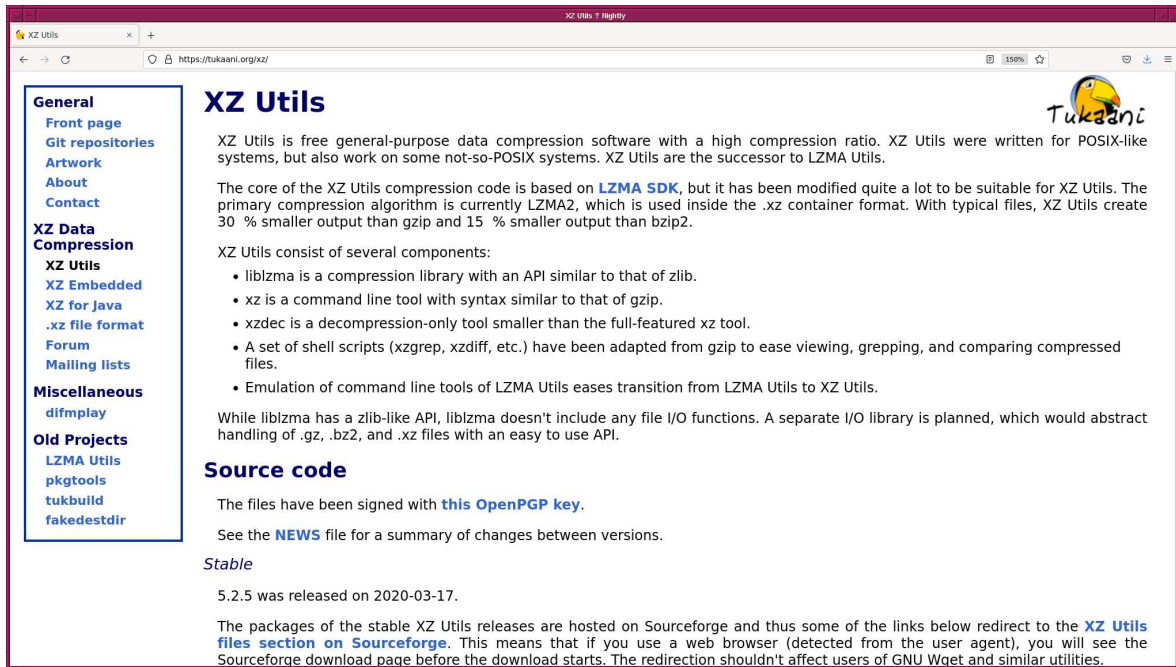 XZ Utils ? Nightly
XZ Utils × +
https://tukaani.org/xz/
150%
General
Front page
Git repositories
Artwork
About
Contact
XZ Data
Compression
XZ Utils
XZ Embedded
XZ for Java
.xz file format
Forum
Mailing lists
Miscellaneous
difmplay
Old Projects
LZMA Utils
pkgtools
tukbuild
fakedestdir
Tukaani
XZ Utils
XZ Utils is free general-purpose data compression software with a high compression ratio. XZ Utils were written for POSIX-like
systems, but also work on some not-so-POSIX systems. XZ Utils are the successor to LZMA Utils.
The core of the XZ Utils compression code is based on LZMA SDK, but it has been modified quite a lot to be suitable for XZ Utils. The
primary compression algorithm is currently LZMA2, which is used inside the .xz container format. With typical files, XZ Utils create
30 % smaller output than gzip and 15 % smaller output than bzip2.
XZ Utils consist of several components:
• liblzma is a compression library with an API similar to that of zlib.
• xz is a command line tool with syntax similar to that of gzip.
• xzdec is a decompression-only tool smaller than the full-featured xz tool.
• A set of shell scripts (xzgrep, xzdiff, etc.) have been adapted from gzip to ease viewing, grepping, and comparing compressed
files.
• Emulation of command line tools of LZMA Utils eases transition from LZMA Utils to XZ Utils.
While liblzma has a zlib-like API, liblzma doesn't include any file I/O functions. A separate I/O library is planned, which would abstract
handling of .gz, .bz2, and .xz files with an easy to use API.
Source code
The files have been signed with this OpenPGP key.
See the NEWS file for a summary of changes between versions.
Stable
5.2.5 was released on 2020-03-17.
The packages of the stable XZ Utils releases are hosted on Sourceforge and thus some of the links below redirect to the XZ Utils
files section on Sourceforge. This means that if you use a web browser (detected from the user agent), you will see the
Sourceforge download page before the download starts. The redirection shouldn't affect users of GNU Wget and similar utilities.